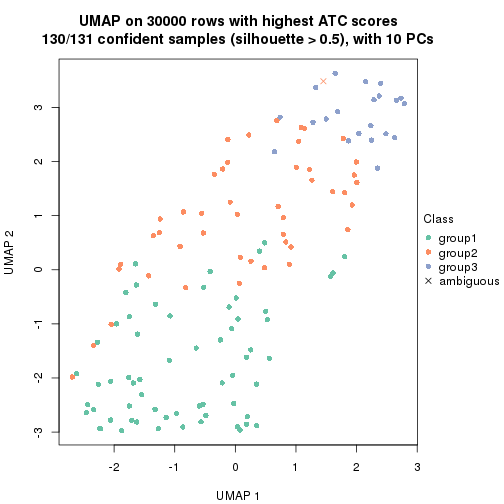 UMAP on 30000 rows with highest ATC scores
130/131 confident samples (silhouette > 0.5), with 10 PCs
3
2
1
0
-1
-2
-3
UMAP 2
-2
-1
0
1
2
3
UMAP 1
Class
group1
group2
group3
ambiguous